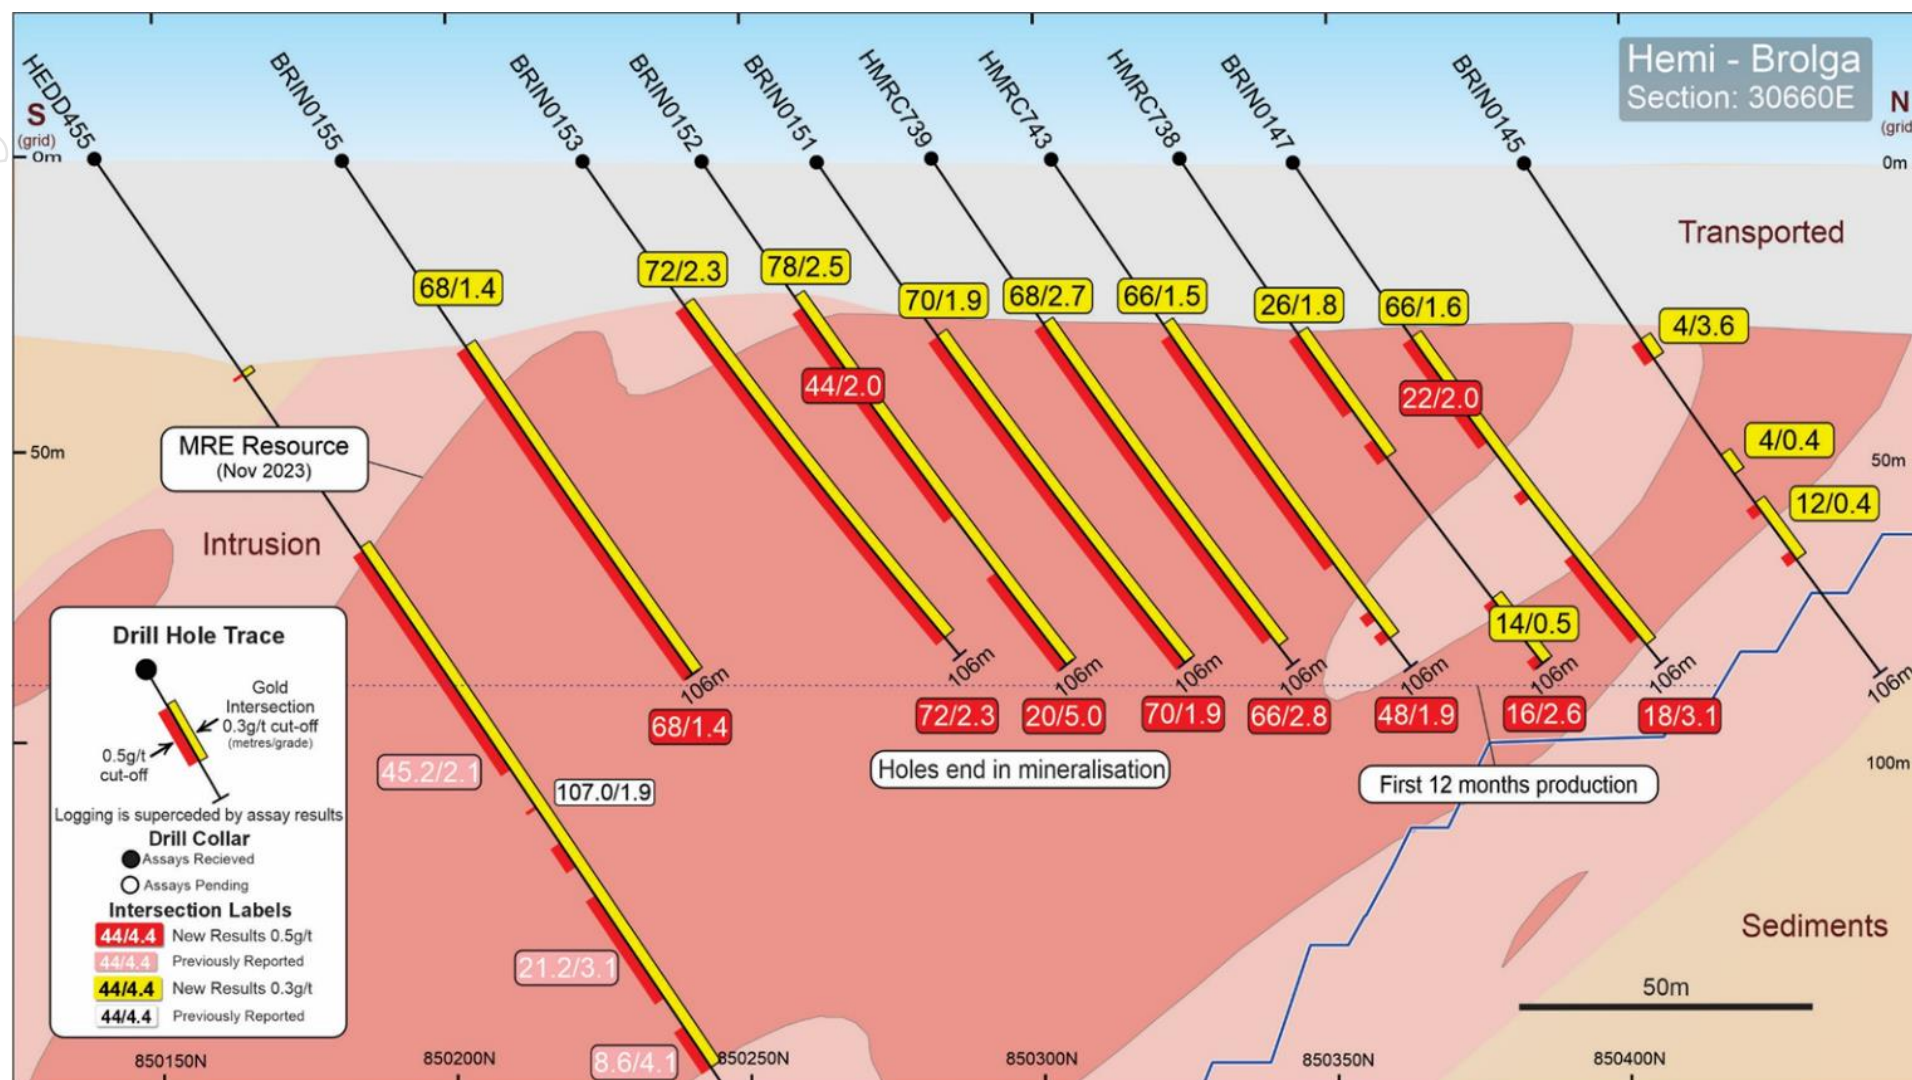 Hemi - Brolga
Section: 30660E
S
(grid)
N
(grid
HEDD455
BRIN0155
BRIN0153
BRIN0152
BRIN0151
HMRC739
HMRC743
HMRC738
BRIN0147
BRIN0145
0m
0m
Transported
68/1.4
72/2.3
78/2.5
70/1.9
68/2.7
66/1.5
26/1.8
66/1.6
4/3.6
44/2.0
22/2.0
4/0.4
12/0.4
50m
50m
MRE Resource
(Nov 2023)
Intrusion
14/0.5
106m
106m
106m
106m
106m
106m
106m
106m
106m
68/1.4
72/2.3
20/5.0
70/1.9
66/2.8
48/1.9
16/2.6
18/3.1
45.2/2.1
107.0/1.9
Holes end in mineralisation
First 12 months production
100m
21.2/3.1
8.6/4.1
Sediments
50m
Drill Hole Trace
Gold
Intersection
0.3g/t cut-off
(metres/grade)
0.5g/t
cut-off
Logging is superceded by assay results
Drill Collar
Assays Recieved
Assays Pending
Intersection Labels
44/4.4 New Results 0.5g/t
44/4.4 Previously Reported
44/4.4 New Results 0.3g/t
44/4.4 Previously Reported
850150N
850200N
850250N
850300N
850350N
850400N